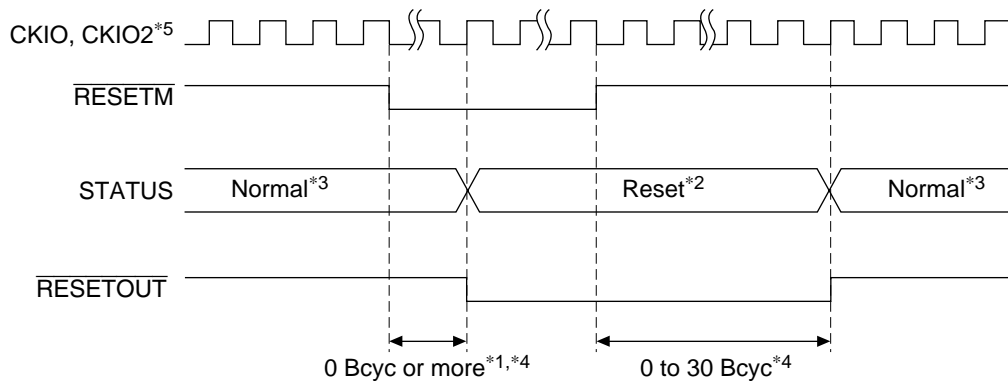 CKIO, CKIO2*5
RESETM
STATUS Normal*3 Reset*2 Normal*3
RESETOUT
0 Bcyc or more*1,*4 0 to 30 Bcyc*4